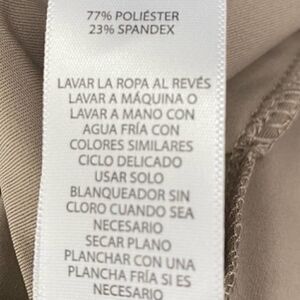 77% POLIÉSTER
23% SPANDEX
LAVAR LA ROPA AL REVÉS
LAVAR A MÁQUINA O
LAVAR A MANO CON
AGUA FRÍA CON
COLORES SIMILARES
CICLO DELICADO
USAR SOLO
BLANQUEADOR SIN
CLORO CUANDO SEA
NECESARIO
SECAR PLANO
PLANCHAR CON UNA
PLANCHA FRÍA SI ES
NECESARIO